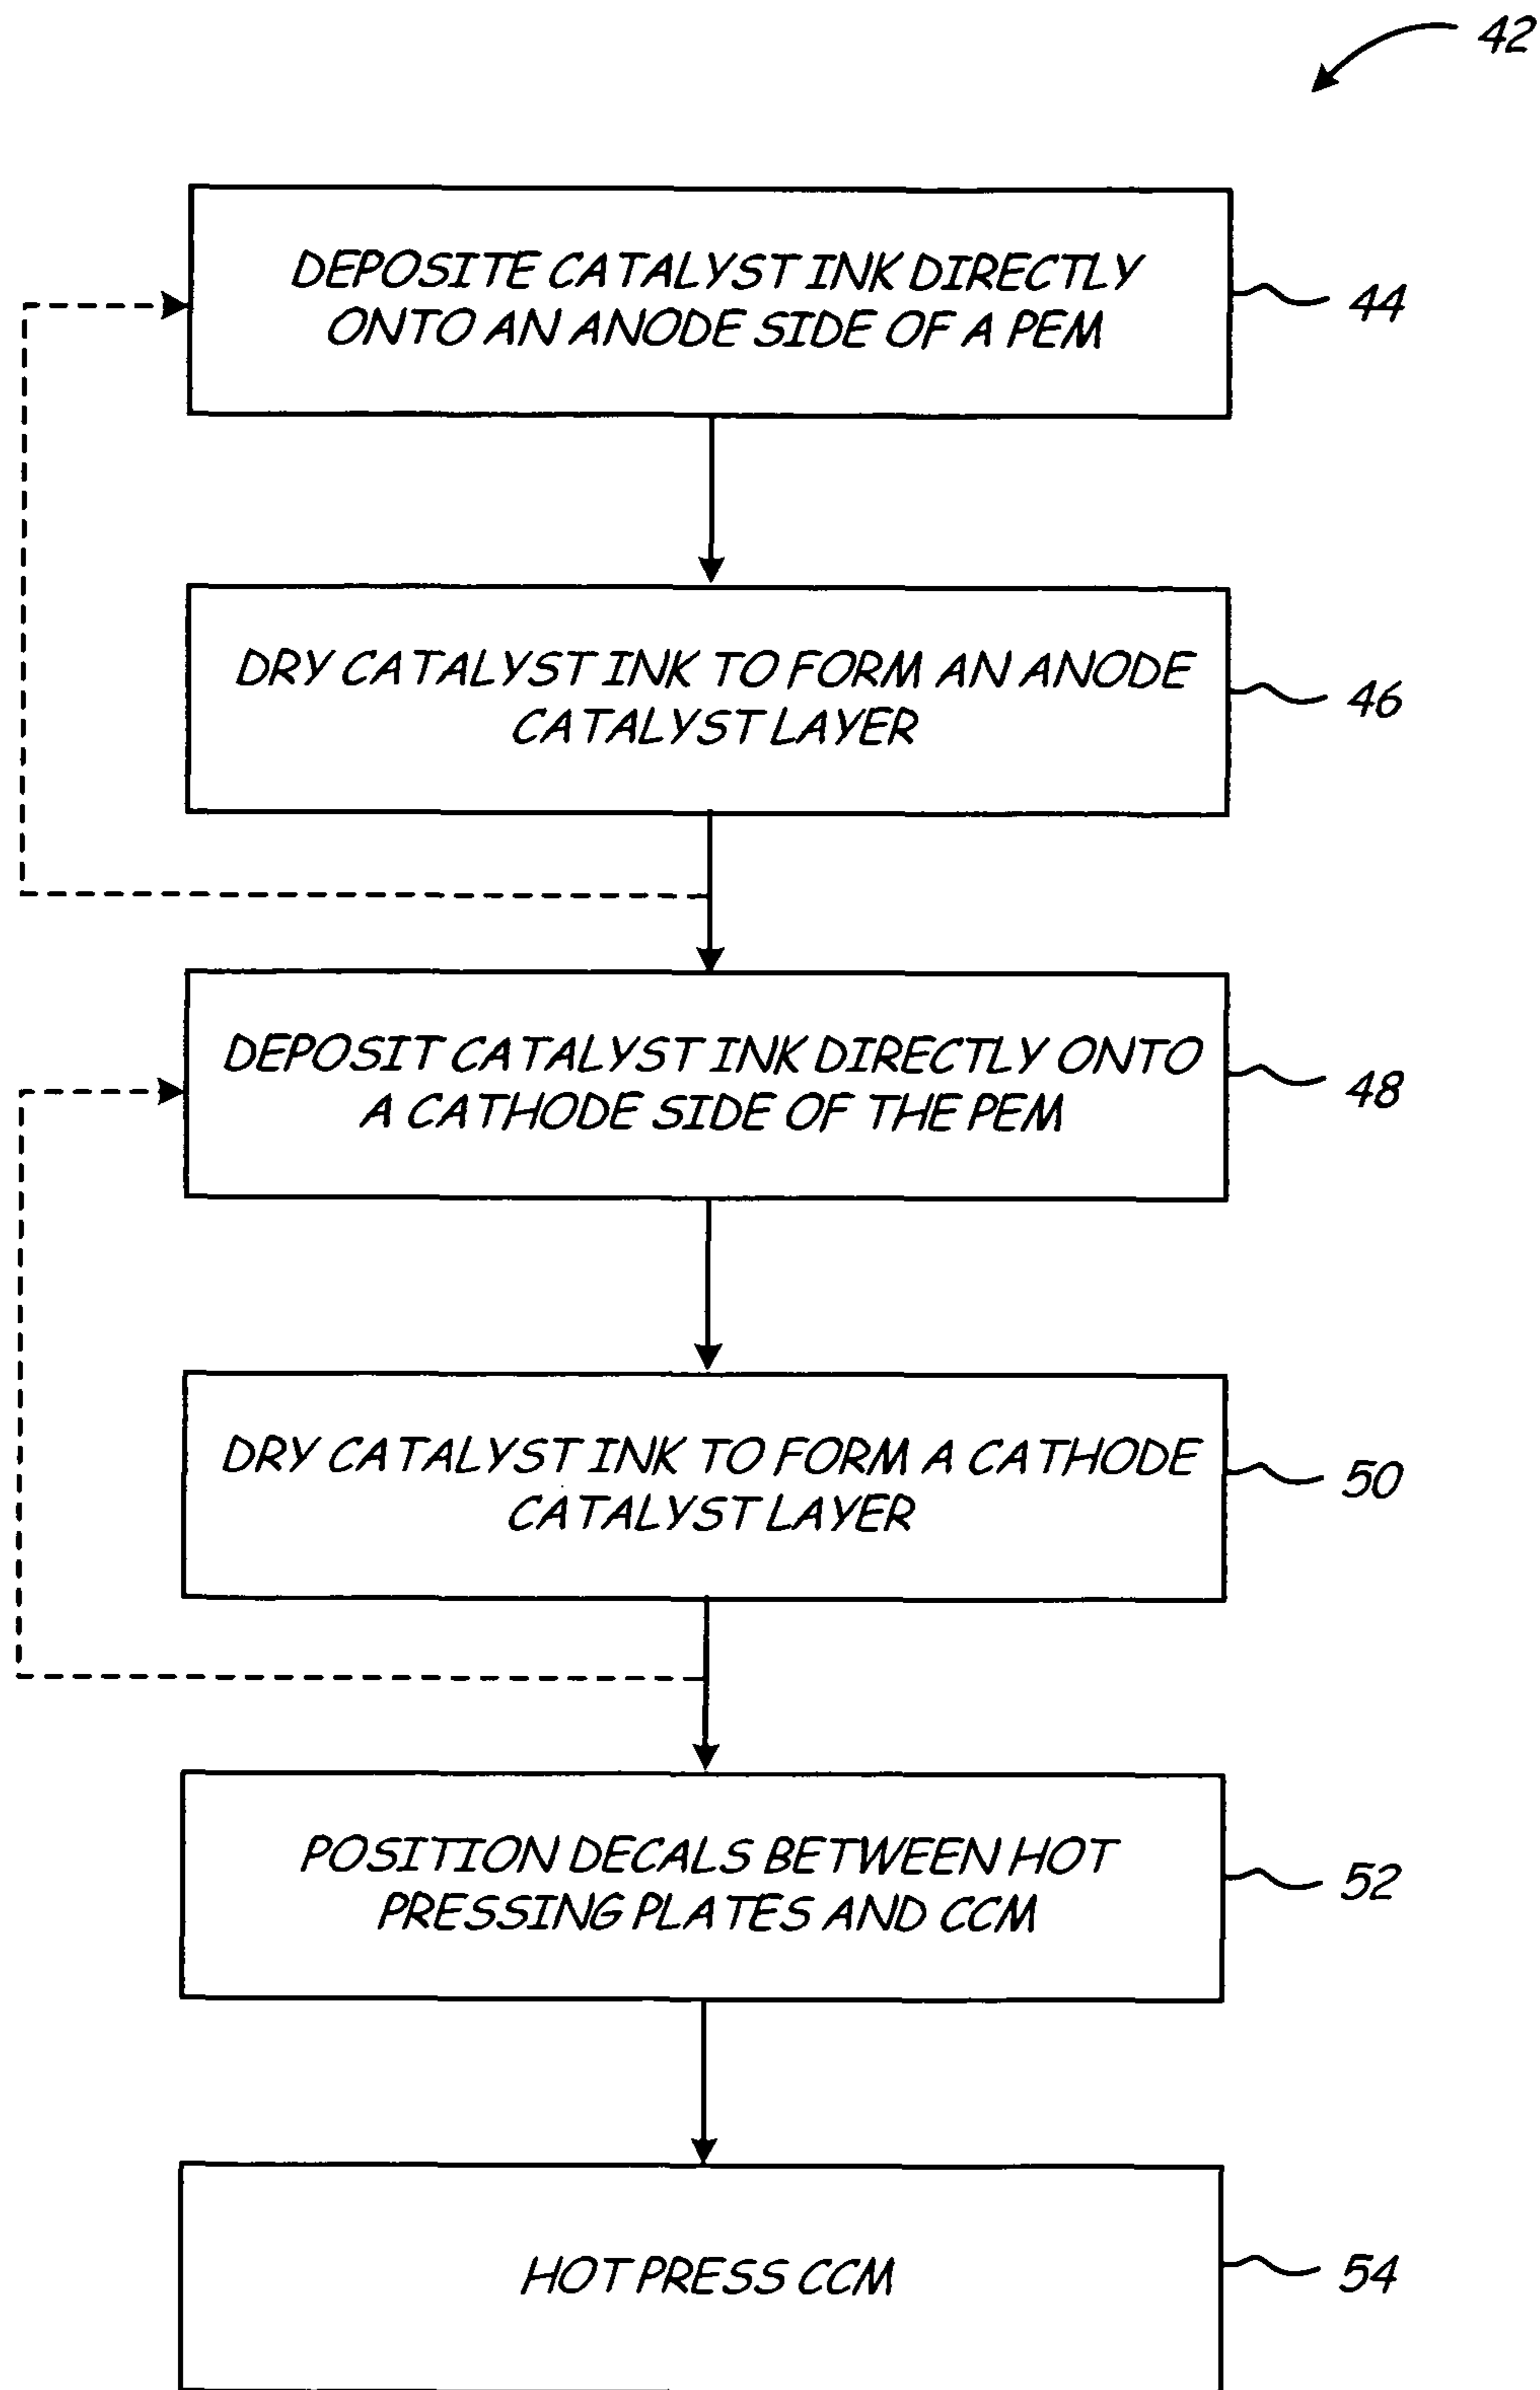 42
DEPOSITE CATALYST INK DIRECTLY
ONTO AN ANODE SIDE OF A PEM
44
DRY CATALYST INK TO FORM AN ANODE
CATALYST LAYER
46
DEPOSIT CATALYST INK DIRECTLY ONTO
A CATHODE SIDE OF THE PEM
48
DRY CATALYST INK TO FORM A CATHODE
CATALYST LAYER
50
POSITION DECALS BETWEEN HOT
PRESSING PLATES AND CCM
52
HOT PRESS CCM
54